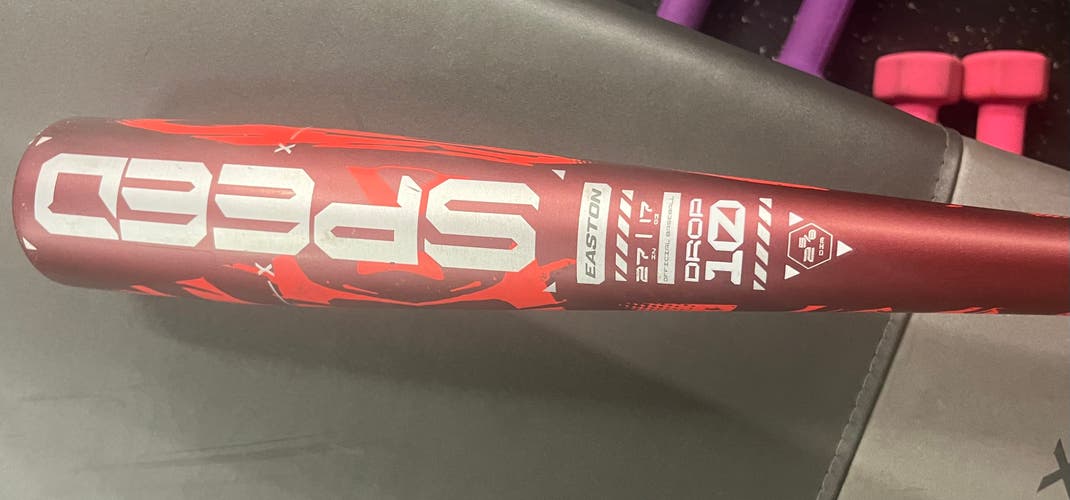 SPEED
EASTON
27 | 17
IN OZ
OFFICIAL BASEBALL
DROP
10
2 5/8
DIA
X